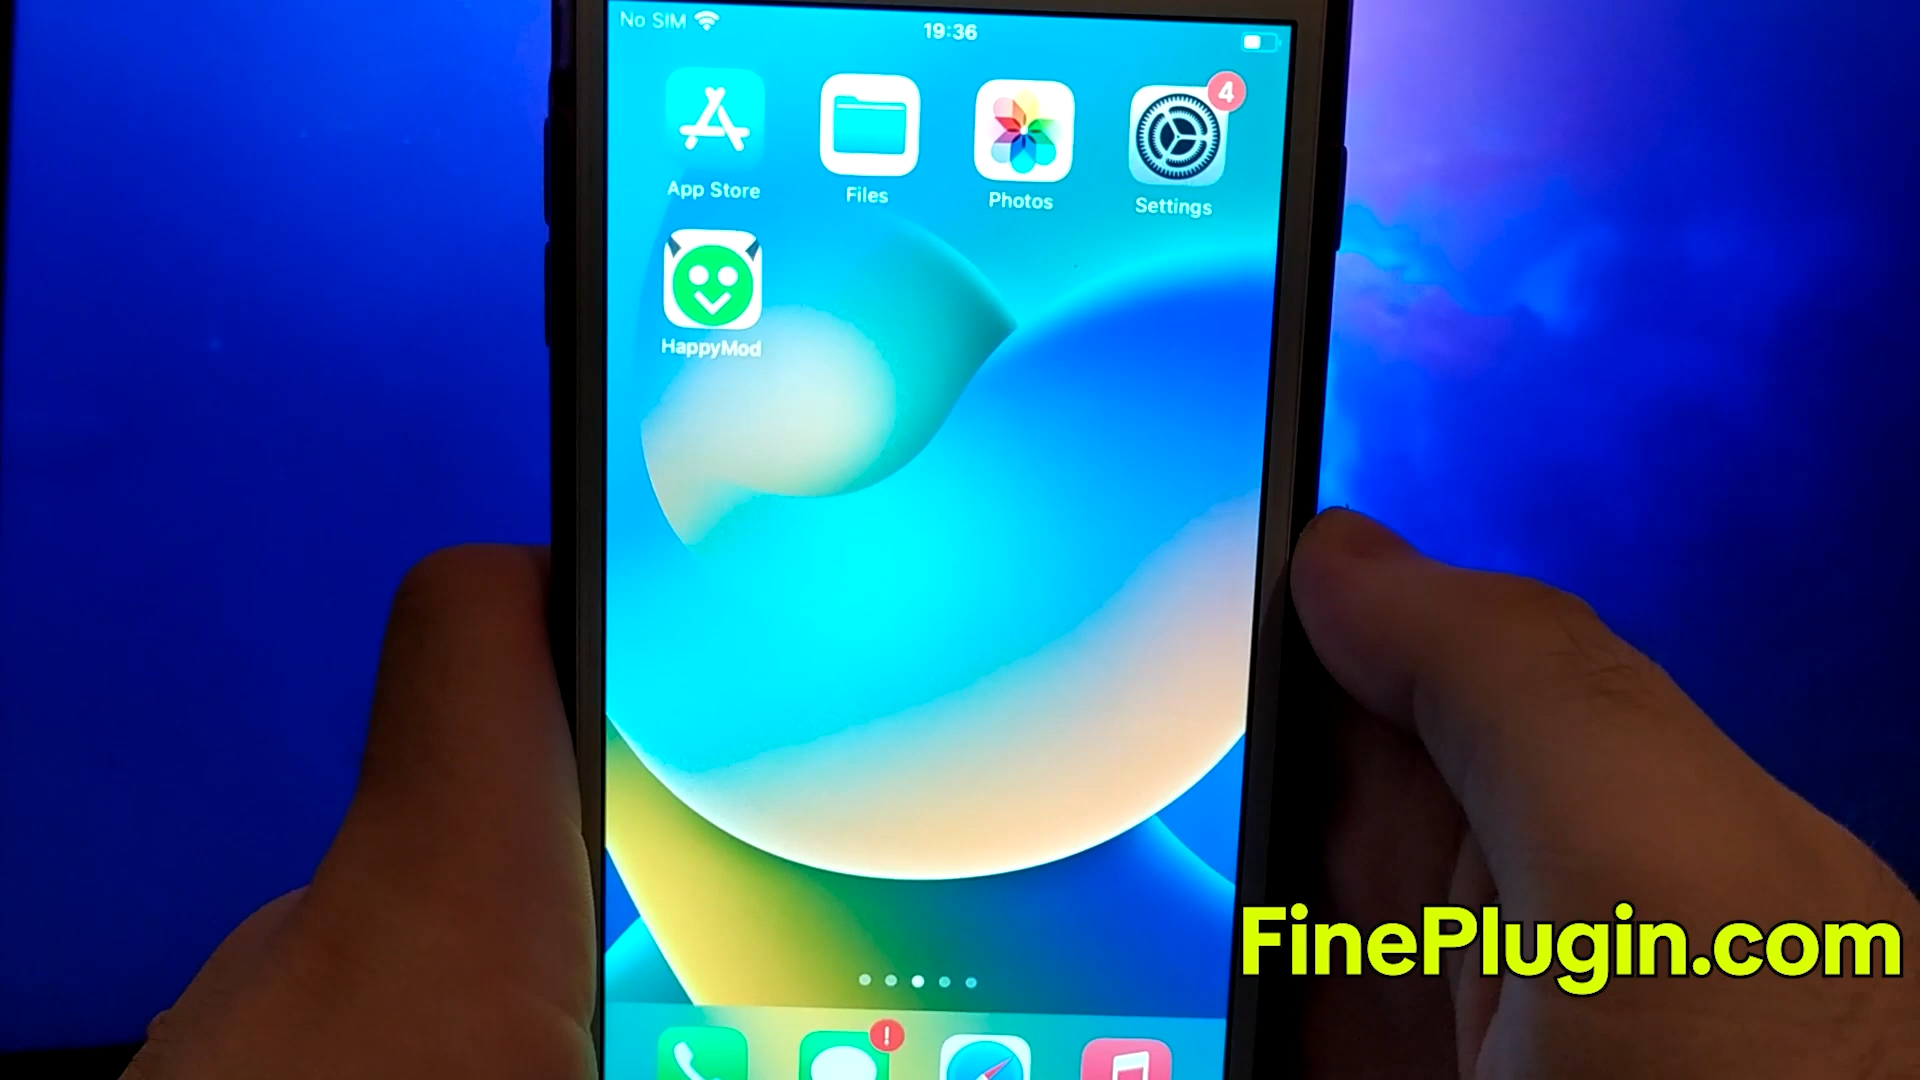 No SIM
19:36
4
App Store
Files
Photos
Settings
HappyMod
FinePlugin.com
!